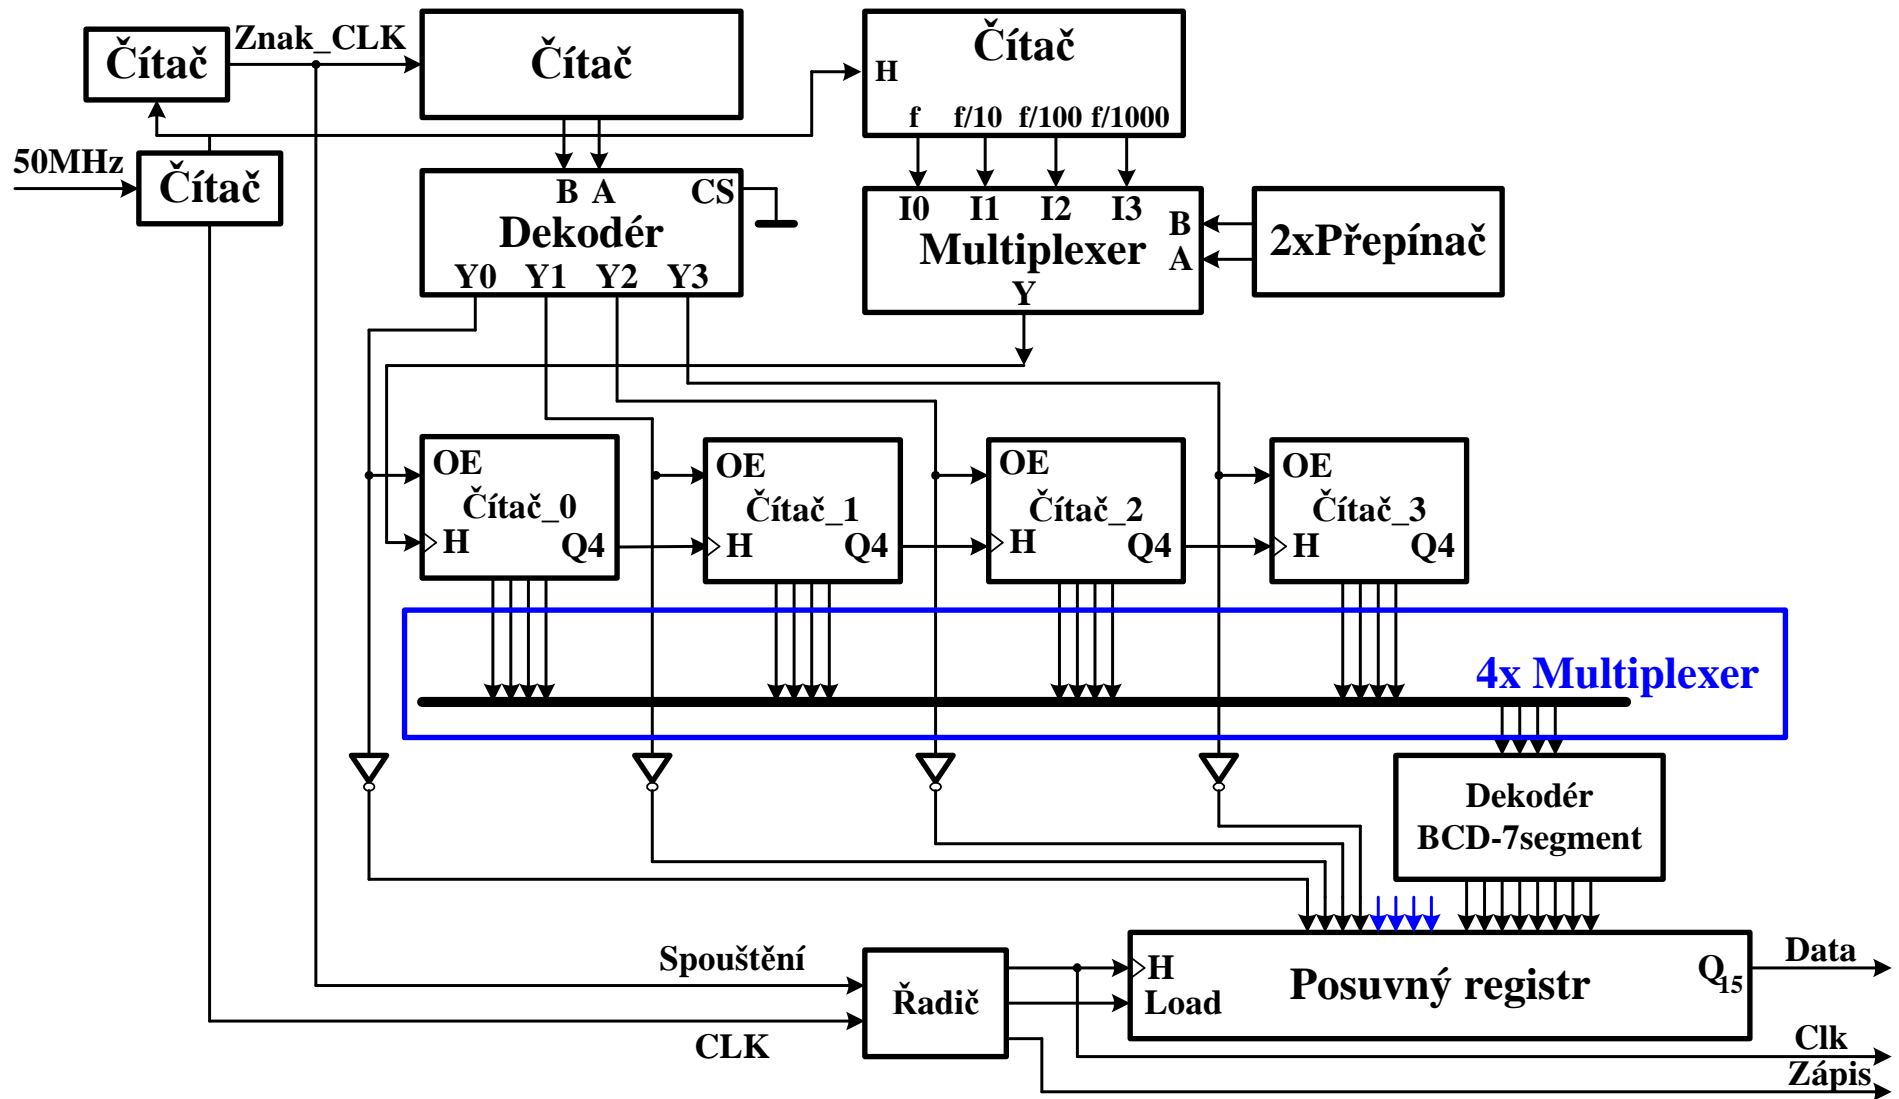 Čítač
Znak_CLK
Čítač
Čítač
H
f f/10 f/100 f/1000
50MHz
Čítač
B A CS
Dekodér
Y0 Y1 Y2 Y3
I0 I1 I2 I3
B
Multiplexer
A
Y
2xPřepínač
OE
Čítač_0
H Q4
OE
Čítač_1
H Q4
OE
Čítač_2
H Q4
OE
Čítač_3
H Q4
4x Multiplexer
Dekodér
BCD-7segment
Spouštění
CLK
Řadič
H
Load
Posuvný registr
Q15
Data
Clk
Zápis